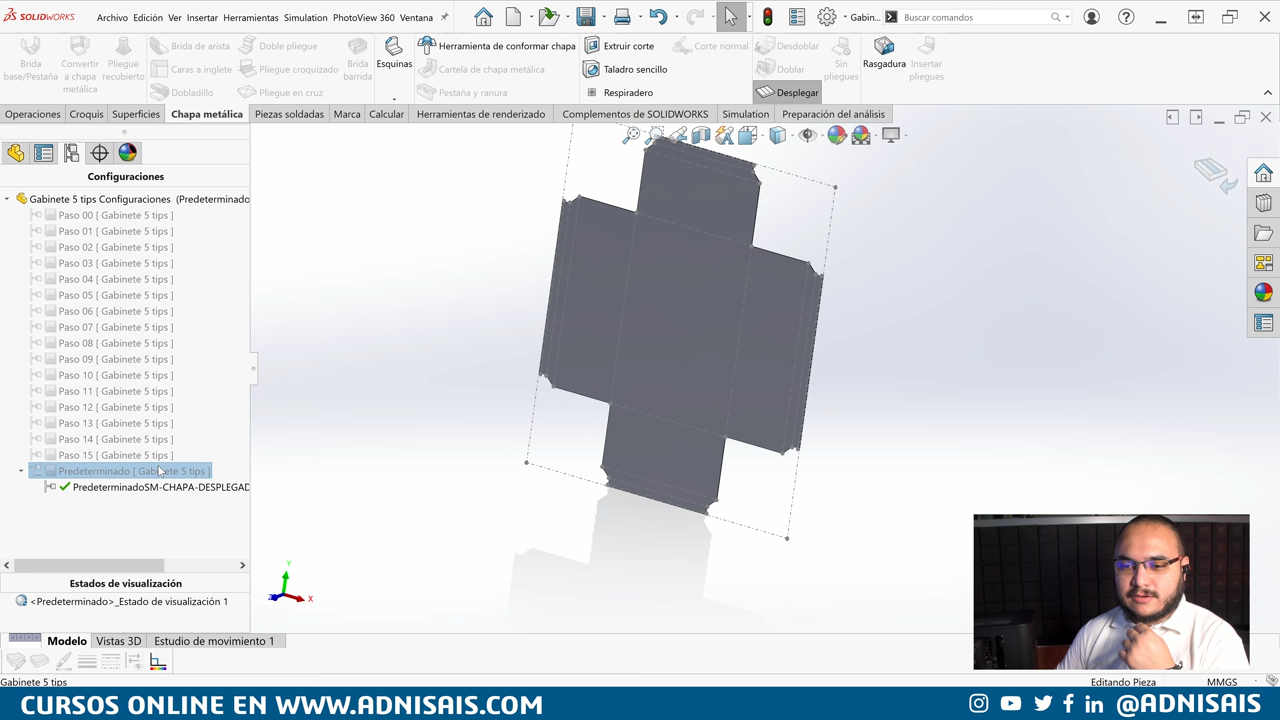 SOLIDWORKS Archivo Edición Ver Insertar Herramientas Simulation PhotoView 360 Ventana Gabin... Buscar comandos
Brida base/Pestaña
Convertir a chapa metálica
Pliegue recubierto
Brida de arista
Caras a inglete
Dobladillo
Doble pliegue
Pliegue croquizado
Pliegue en cruz
Brida barrida
Esquinas
Herramienta de conformar chapa
Cartela de chapa metálica
Pestaña y ranura
Extruir corte
Taladro sencillo
Respiradero
Corte normal
Desdoblar
Doblar
Desplegar
Sin pliegues
Rasgadura
Insertar pliegues
Operaciones Croquis Superficies Chapa metálica Piezas soldadas Marca Calcular Herramientas de renderizado Complementos de SOLIDWORKS Simulation Preparación del análisis
Configuraciones
Gabinete 5 tips Configuraciones (Predeterminado
Paso 00 [ Gabinete 5 tips ]
Paso 01 [ Gabinete 5 tips ]
Paso 02 [ Gabinete 5 tips ]
Paso 03 [ Gabinete 5 tips ]
Paso 04 [ Gabinete 5 tips ]
Paso 05 [ Gabinete 5 tips ]
Paso 06 [ Gabinete 5 tips ]
Paso 07 [ Gabinete 5 tips ]
Paso 08 [ Gabinete 5 tips ]
Paso 09 [ Gabinete 5 tips ]
Paso 10 [ Gabinete 5 tips ]
Paso 11 [ Gabinete 5 tips ]
Paso 12 [ Gabinete 5 tips ]
Paso 13 [ Gabinete 5 tips ]
Paso 14 [ Gabinete 5 tips ]
Paso 15 [ Gabinete 5 tips ]
Predeterminado [ Gabinete 5 tips ]
PredeterminadoSM-CHAPA-DESPLEGAD
Estados de visualización
<Predeterminado>_Estado de visualización 1
Y
X
Z
Modelo Vistas 3D Estudio de movimiento 1
Gabinete 5 tips Editando Pieza MMGS
CURSOS ONLINE EN WWW.ADNISAIS.COM @ADNISAIS